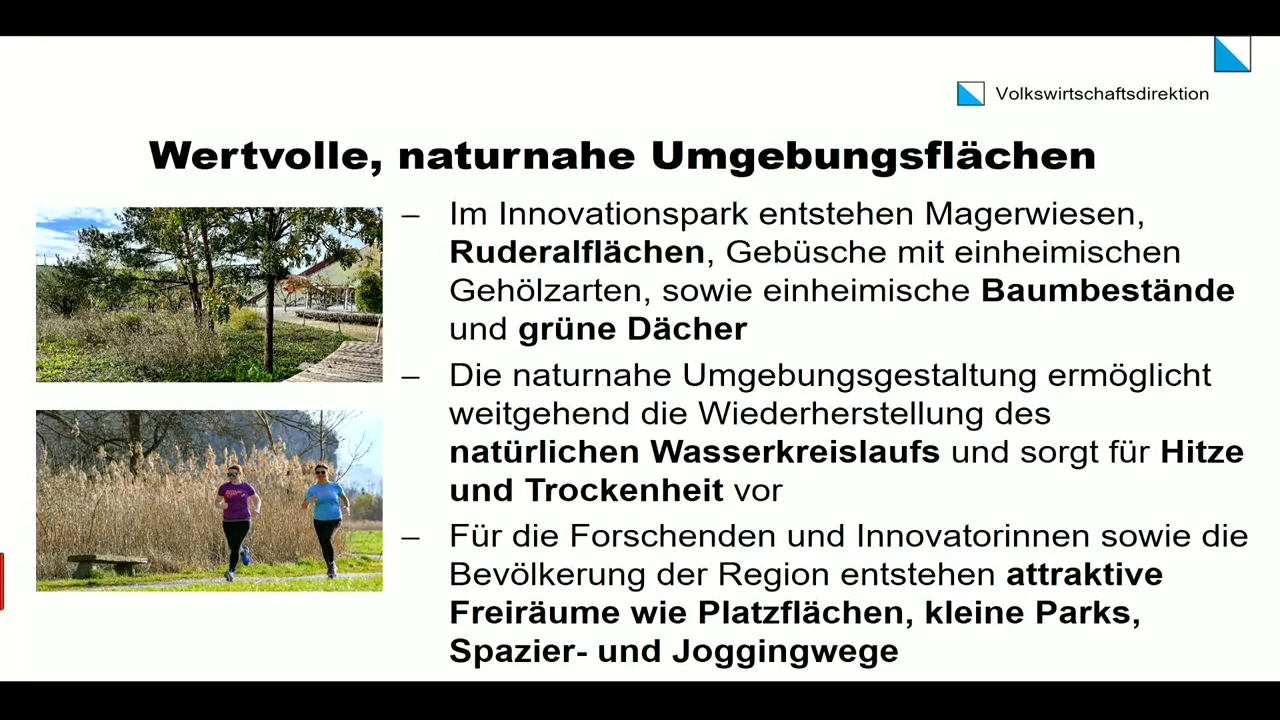 Volkswirtschaftsdirektion
Wertvolle, naturnahe Umgebungsflächen
– Im Innovationspark entstehen Magerwiesen,
Ruderalflächen, Gebüsche mit einheimischen
Gehölzarten, sowie einheimische Baumbestände
und grüne Dächer
– Die naturnahe Umgebungsgestaltung ermöglicht
weitgehend die Wiederherstellung des
natürlichen Wasserkreislaufs und sorgt für Hitze
und Trockenheit vor
– Für die Forschenden und Innovatorinnen sowie die
Bevölkerung der Region entstehen attraktive
Freiräume wie Platzflächen, kleine Parks,
Spazier- und Joggingwege